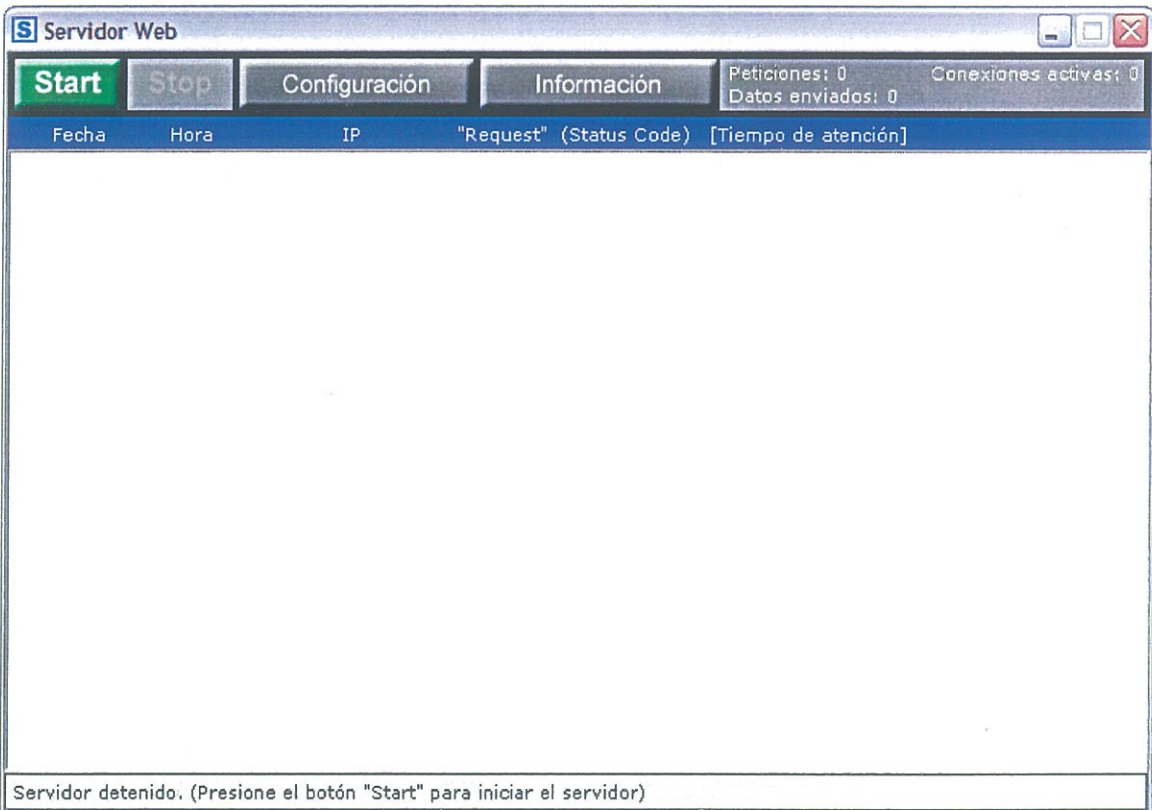 S Servidor Web
Start Stop Configuración Información Peticiones: 0 Conexiones activas: 0
Datos enviados: 0
Fecha Hora IP "Request" (Status Code) [Tiempo de atención]
Servidor detenido. (Presione el botón "Start" para iniciar el servidor)